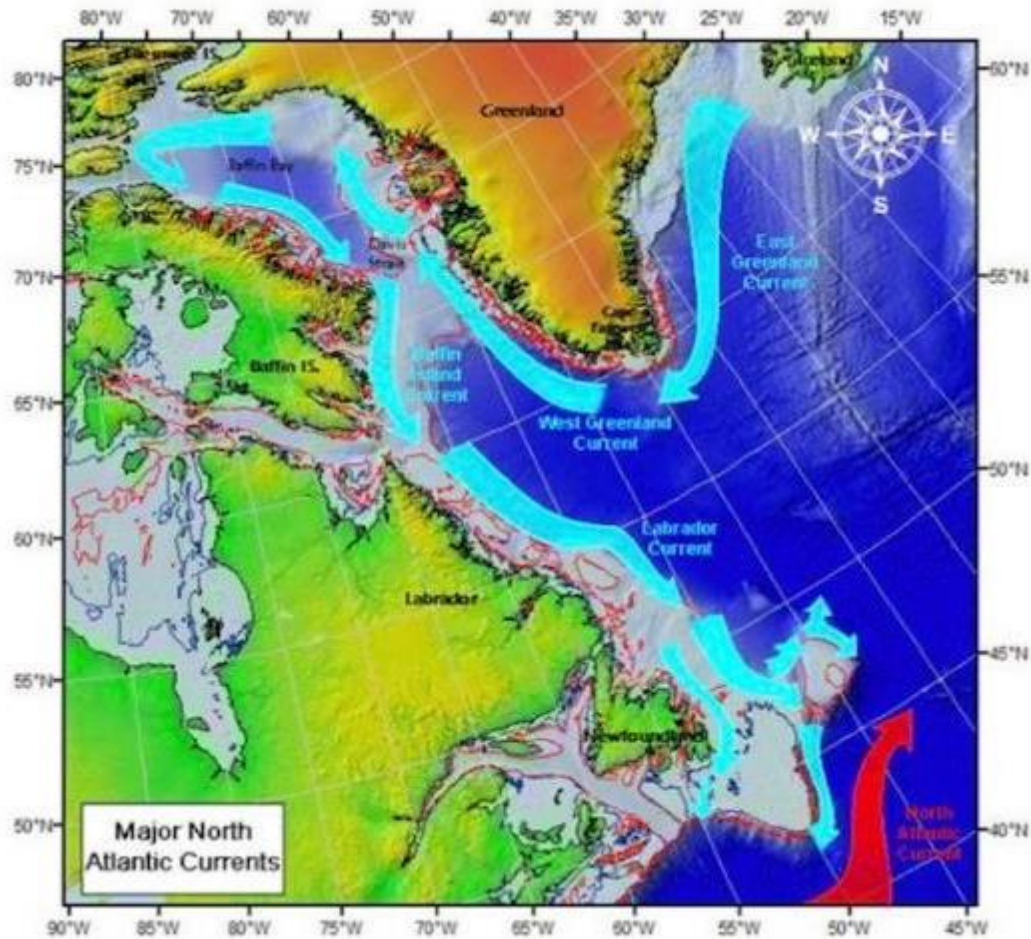 80°W 70°W 60°W 50°W 45°W 40°W 35°W 30°W 28°W 25°W 20°W 15°W
80°N
60°N
Iceland
Greenland
N
W E
S
75°N
Baffin Bay
Davis
Strait
East
Greenland
Current
55°N
70°N
Cape
Baffin IS.
Baffin
Island
Current
65°N
West Greenland
Current
50°N
60°N
Labrador
Current
Labrador
55°N
45°N
Newfoundland
North
Atlantic
Current
50°N
40°N
Major North
Atlantic Currents
90°W 85°W 80°W 75°W 70°W 65°W 60°W 55°W 50°W 45°W